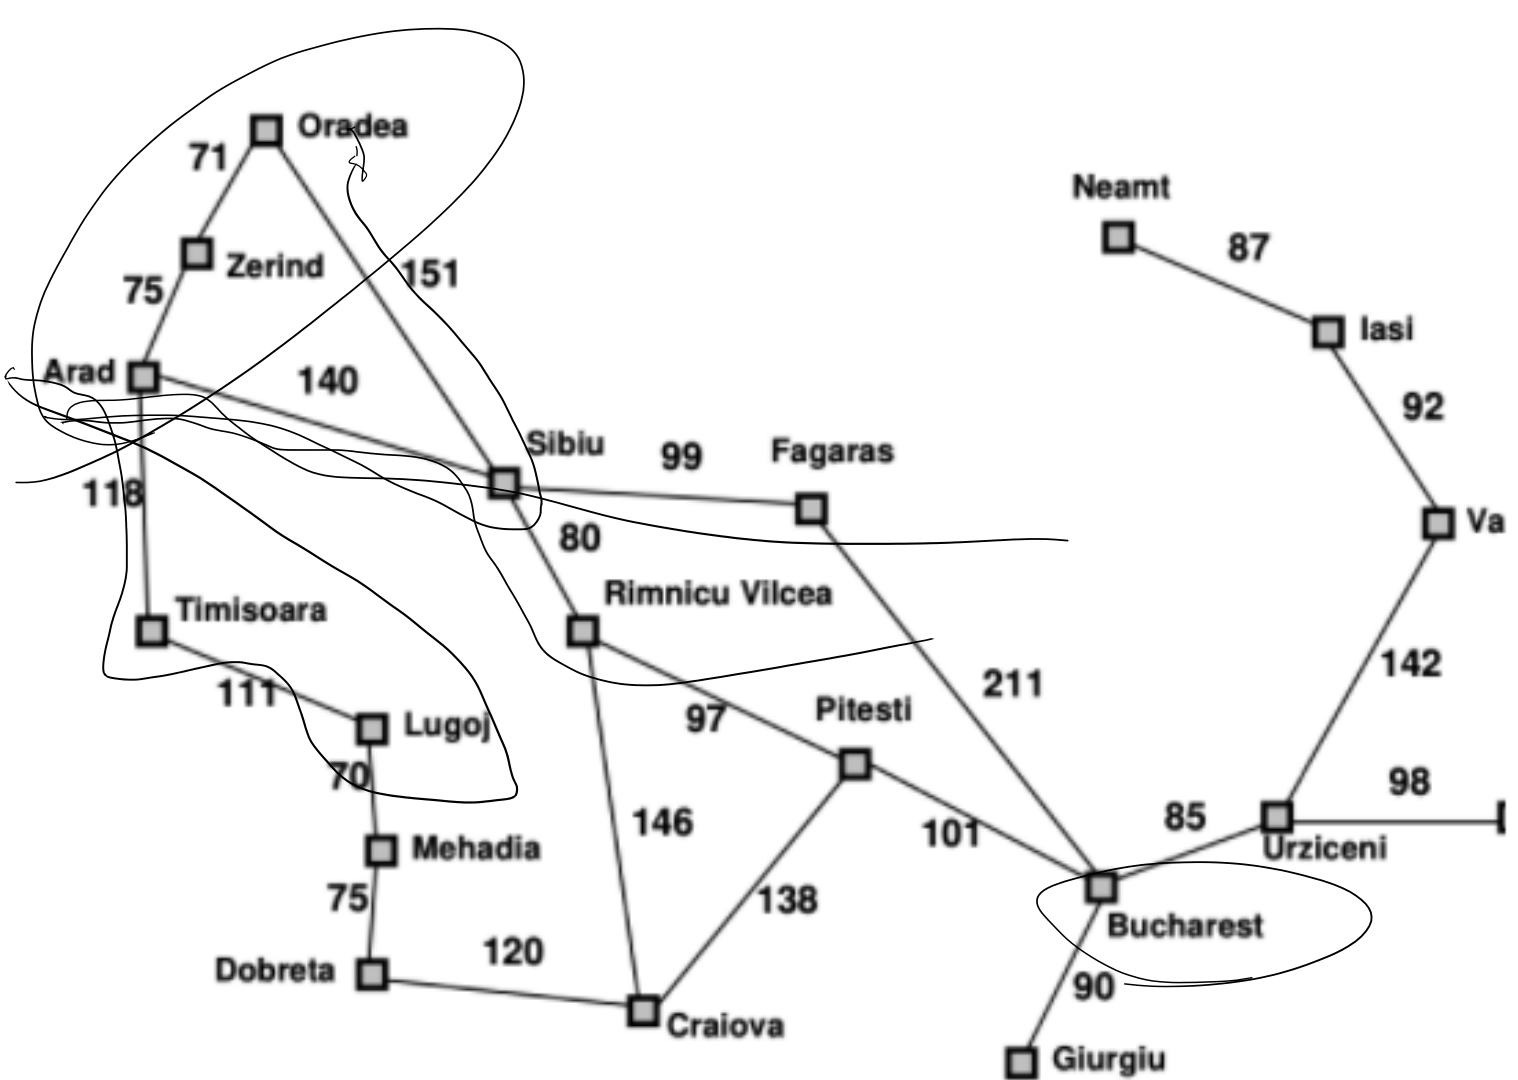 Oradea
71
Neamt
87
Zerind
151
75
Iasi
Arad
140
92
Sibiu
99
Fagaras
118
80
Va
Timisoara
Rimnicu Vilcea
111
Lugoj
97
Pitesti
211
142
70
146
101
85
98
Mehadia
Urziceni
75
138
Bucharest
Dobreta
120
90
Craiova
Giurgiu